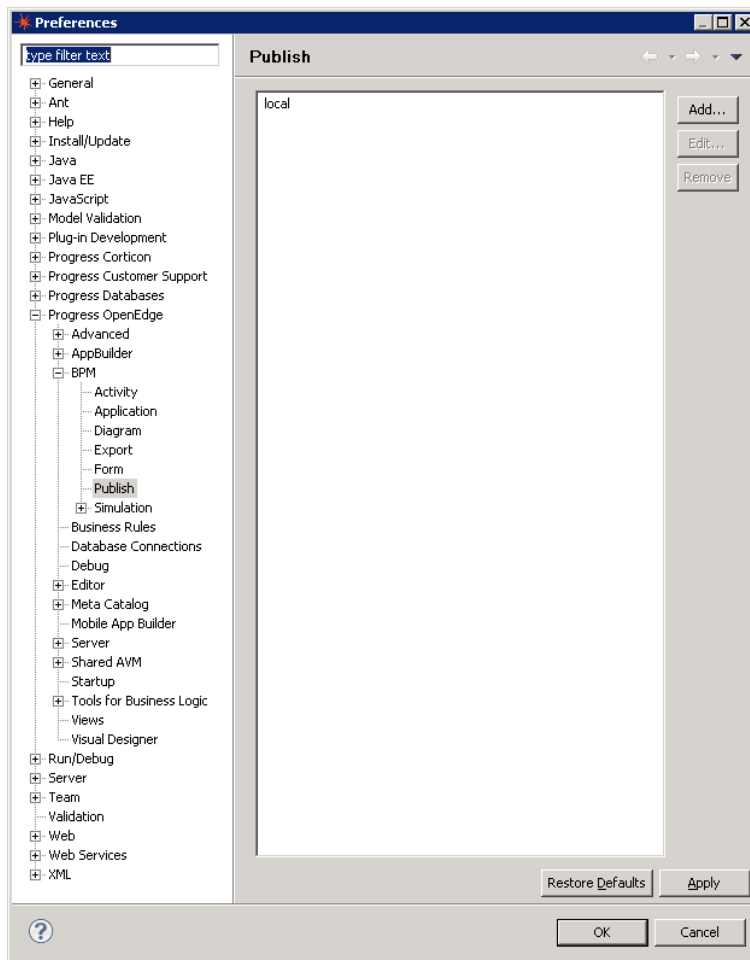 Preferences
type filter text
General
Ant
Help
Install/Update
Java
Java EE
JavaScript
Model Validation
Plug-in Development
Progress Corticon
Progress Customer Support
Progress Databases
Progress OpenEdge
Advanced
AppBuilder
BPM
Activity
Application
Diagram
Export
Form
Publish
Simulation
Business Rules
Database Connections
Debug
Editor
Meta Catalog
Mobile App Builder
Server
Shared AVM
Startup
Tools for Business Logic
Views
Visual Designer
Run/Debug
Server
Team
Validation
Web
Web Services
XML
Publish
local
Add...
Edit...
Remove
Restore Defaults
Apply
?
OK
Cancel